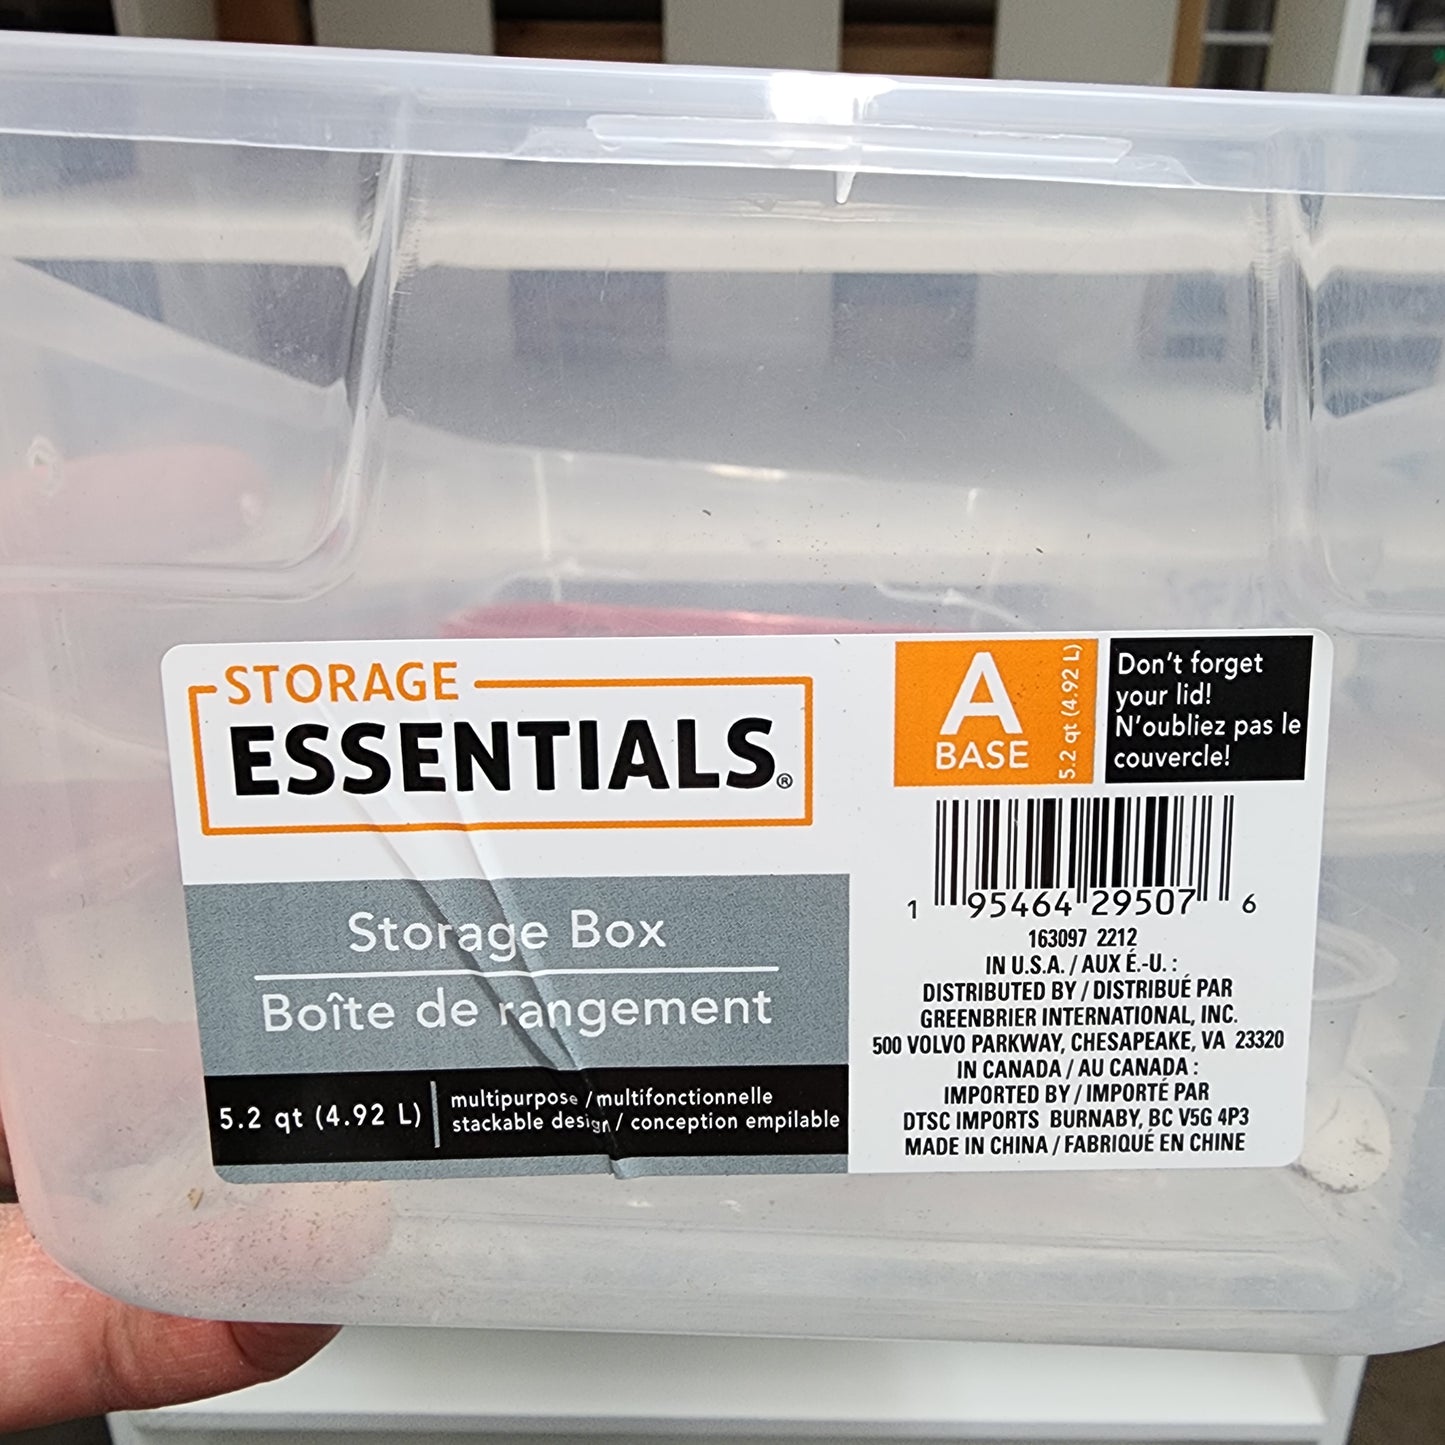 STORAGE
ESSENTIALS®
Storage Box
Boîte de rangement
5.2 qt (4.92 L)
multipurpose / multifonctionnelle
stackable design / conception empilable
A
BASE
5.2 qt (4.92 L)
Don't forget
your lid!
N'oubliez pas le
couvercle!
1 95464 29507 6
163097 2212
IN U.S.A. / AUX É.-U. :
DISTRIBUTED BY / DISTRIBUÉ PAR
GREENBRIER INTERNATIONAL, INC.
500 VOLVO PARKWAY, CHESAPEAKE, VA 23320
IN CANADA / AU CANADA :
IMPORTED BY / IMPORTÉ PAR
DTSC IMPORTS BURNABY, BC V5G 4P3
MADE IN CHINA / FABRIQUÉ EN CHINE